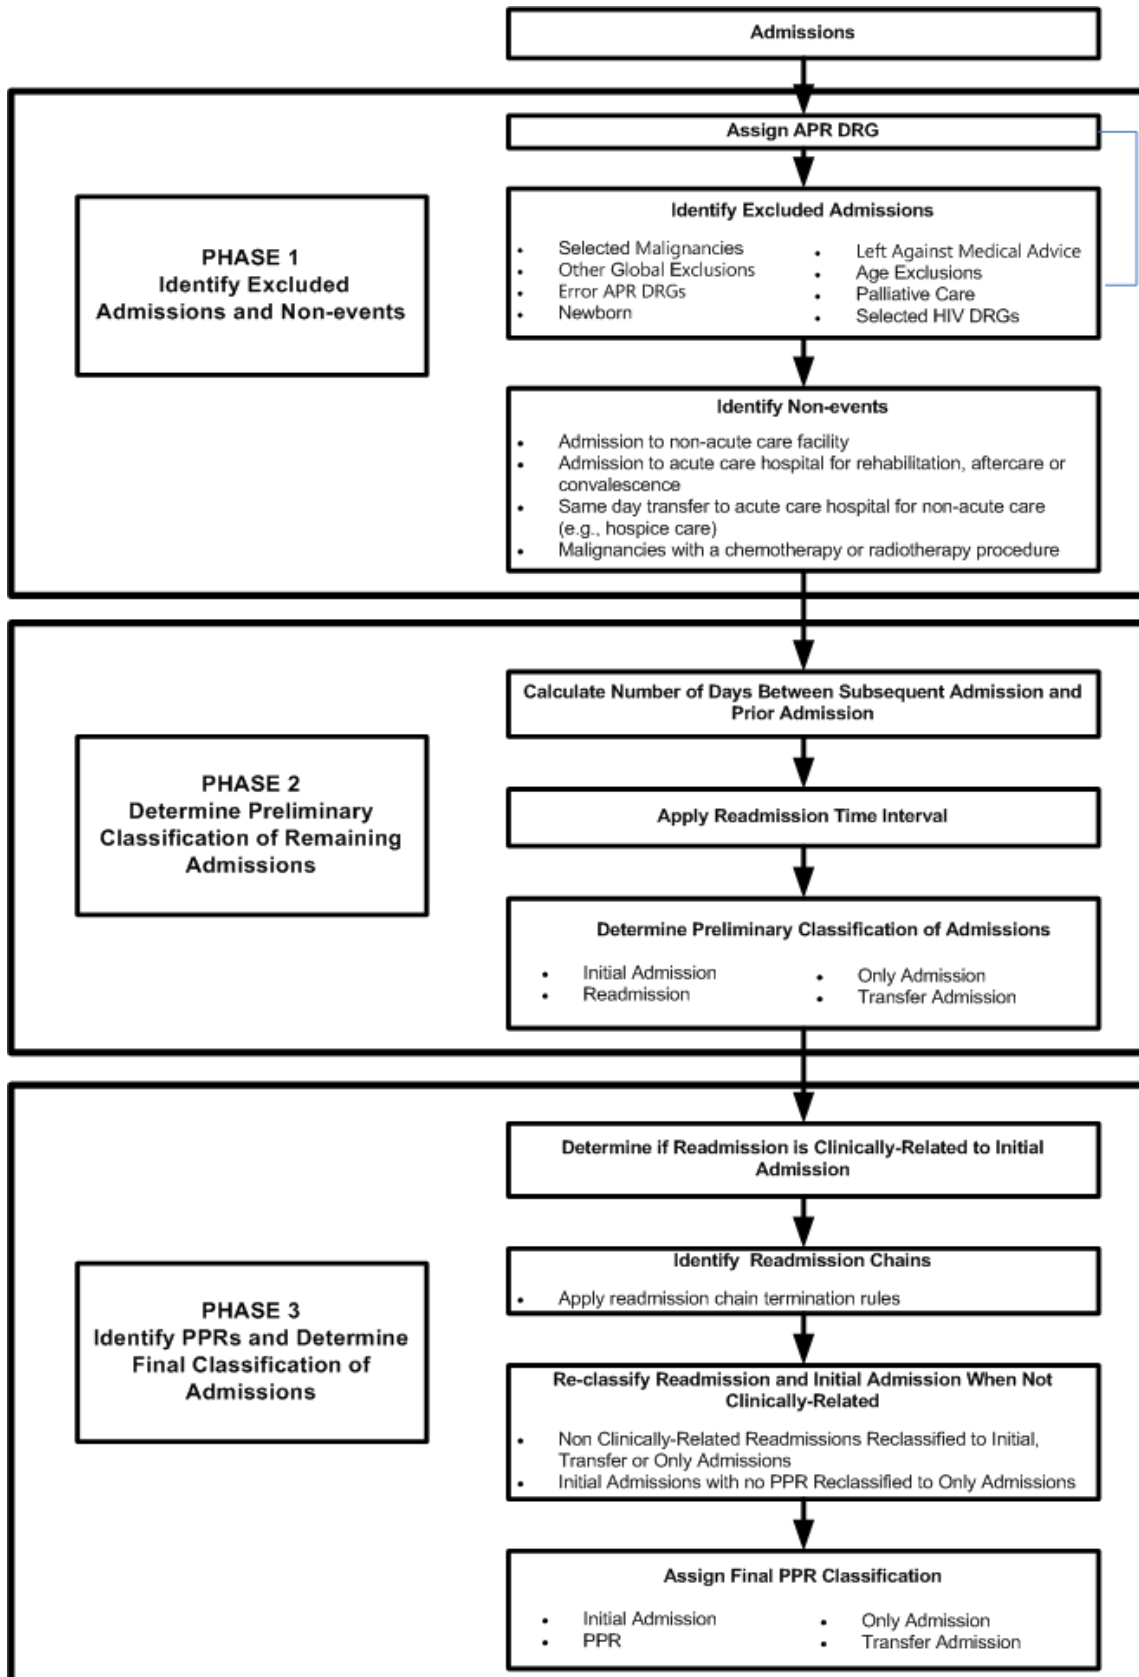 Admissions
Assign APR DRG
PHASE 1
Identify Excluded
Admissions and Non-events
Identify Excluded Admissions
• Selected Malignancies
• Other Global Exclusions
• Error APR DRGs
• Newborn
• Left Against Medical Advice
• Age Exclusions
• Palliative Care
• Selected HIV DRGs
Identify Non-events
• Admission to non-acute care facility
• Admission to acute care hospital for rehabilitation, aftercare or
convalescence
• Same day transfer to acute care hospital for non-acute care
(e.g., hospice care)
• Malignancies with a chemotherapy or radiotherapy procedure
PHASE 2
Determine Preliminary
Classification of Remaining
Admissions
Calculate Number of Days Between Subsequent Admission and
Prior Admission
Apply Readmission Time Interval
Determine Preliminary Classification of Admissions
• Initial Admission
• Readmission
• Only Admission
• Transfer Admission
PHASE 3
Identify PPRs and Determine
Final Classification of
Admissions
Determine if Readmission is Clinically-Related to Initial
Admission
Identify Readmission Chains
• Apply readmission chain termination rules
Re-classify Readmission and Initial Admission When Not
Clinically-Related
• Non Clinically-Related Readmissions Reclassified to Initial,
Transfer or Only Admissions
• Initial Admissions with no PPR Reclassified to Only Admissions
Assign Final PPR Classification
• Initial Admission
• PPR
• Only Admission
• Transfer Admission